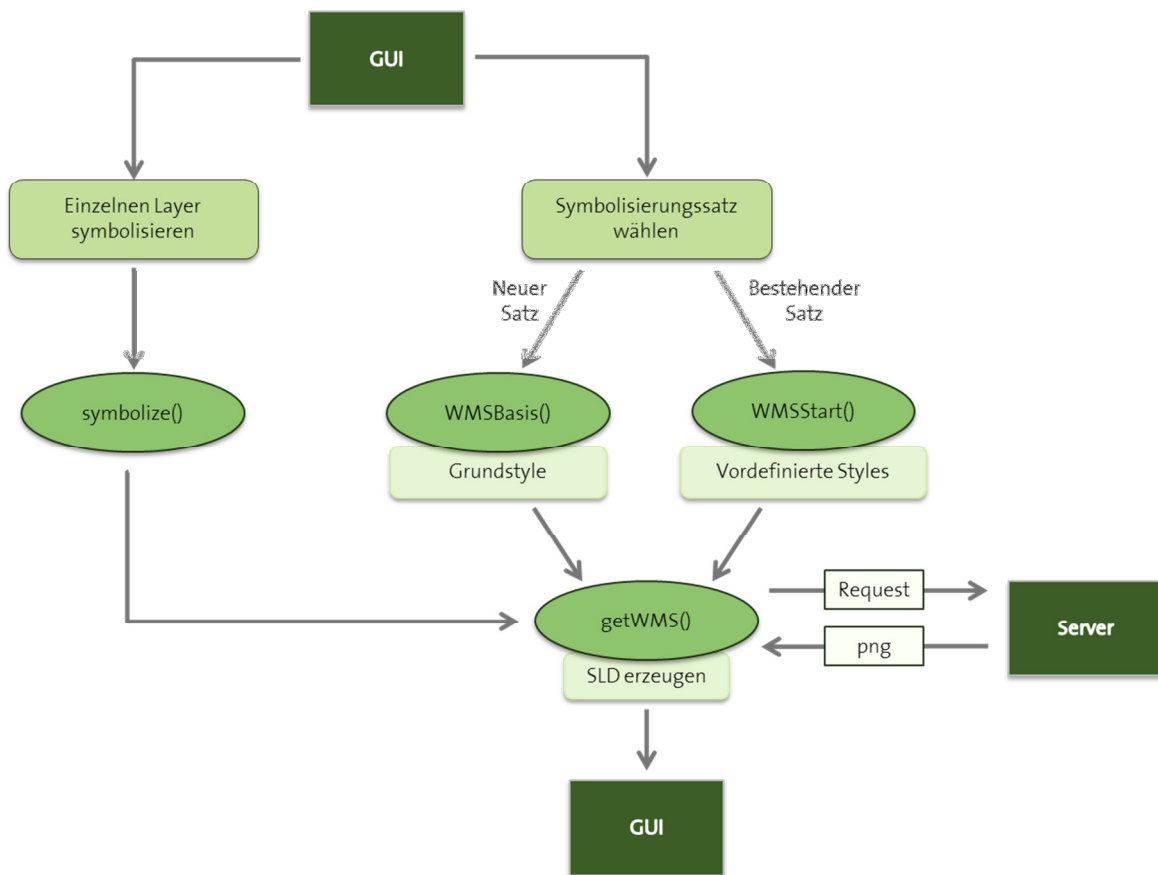 GUI
Einzelnen Layer
symbolisieren
Symbolisierungssatz
wählen
Neuer
Satz
Bestehender
Satz
symbolize()
WMSBasis()
WMSStart()
Grundstyle
Vordefinierte Styles
getWMS()
Request
Server
png
SLD erzeugen
GUI